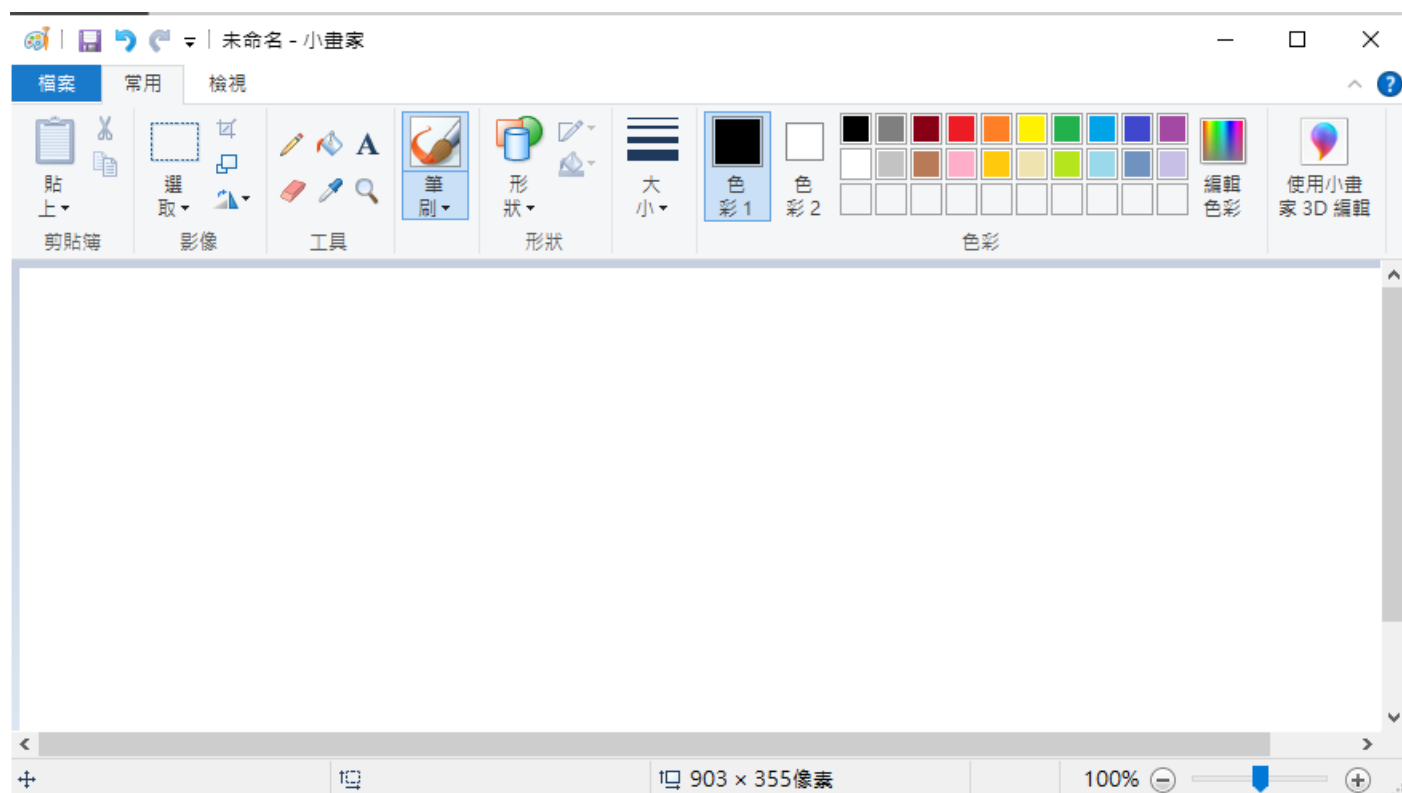 未命名 - 小畫家
檔案 常用 檢視
貼上
選取
A
筆刷
形狀
大小
色彩 1
色彩 2
編輯色彩
使用小畫家 3D 編輯
剪貼簿 影像 工具 形狀 色彩
903 × 355像素 100%